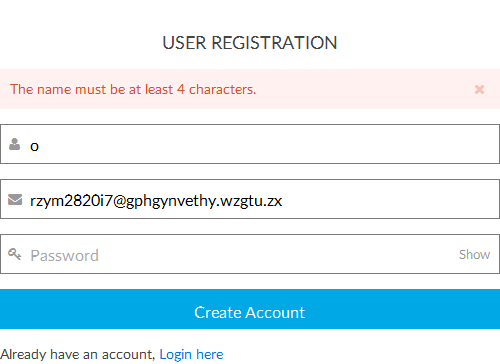 USER REGISTRATION
The name must be at least 4 characters.
o
rzym2820i7@gphgynvethy.wzgtu.zx
Password Show
Create Account
Already have an account, Login here